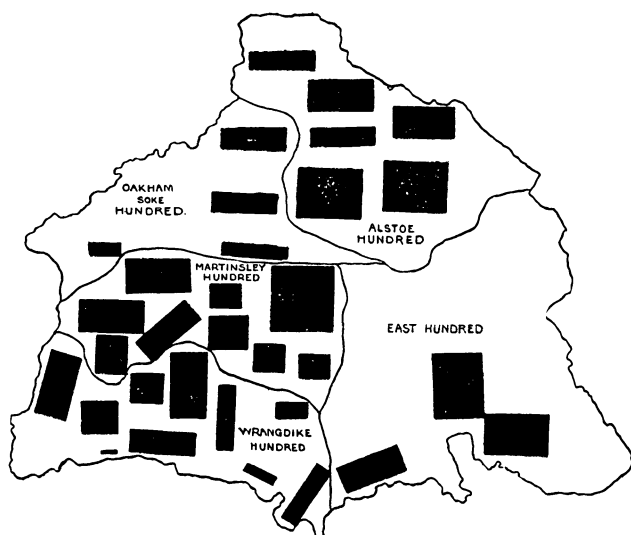 OAKHAM
SOKE
HUNDRED.
ALSTOE
HUNDRED
MARTINSLEY
HUNDRED
EAST HUNDRED
WRANGDIKE
HUNDRED